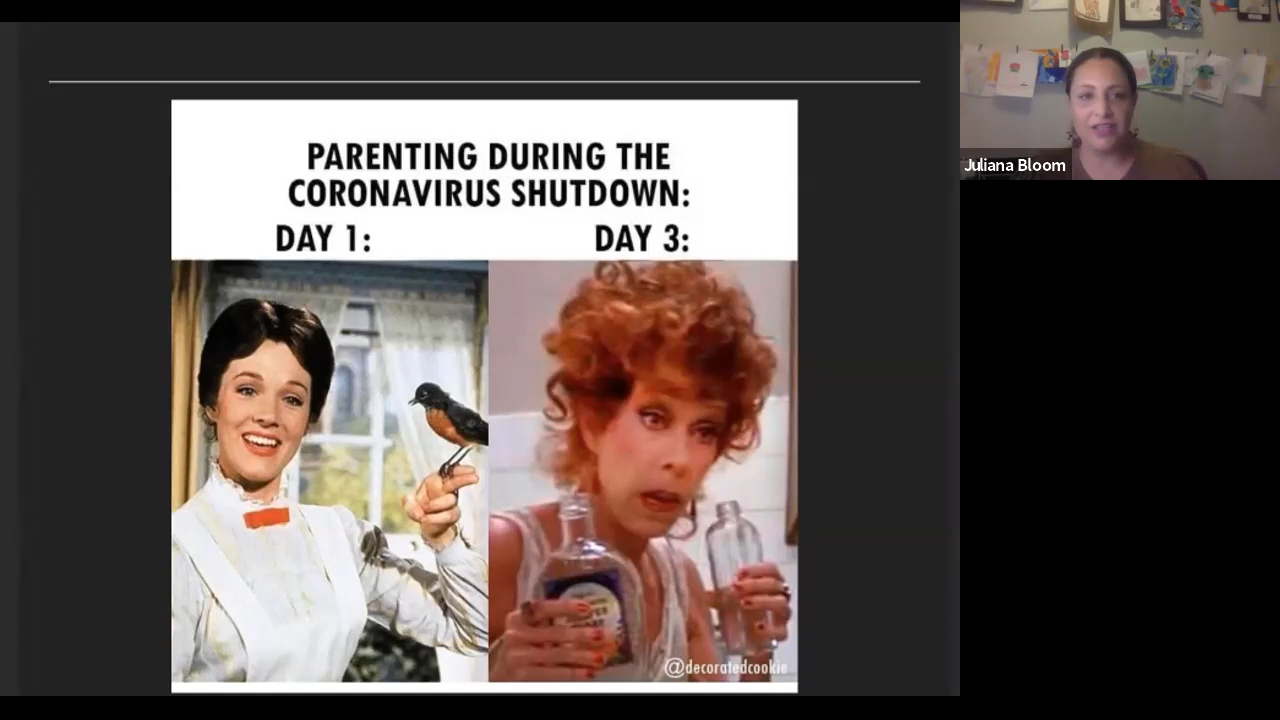 PARENTING DURING THE
CORONAVIRUS SHUTDOWN:
DAY 1: DAY 3:
@decoratedcookie
Juliana Bloom